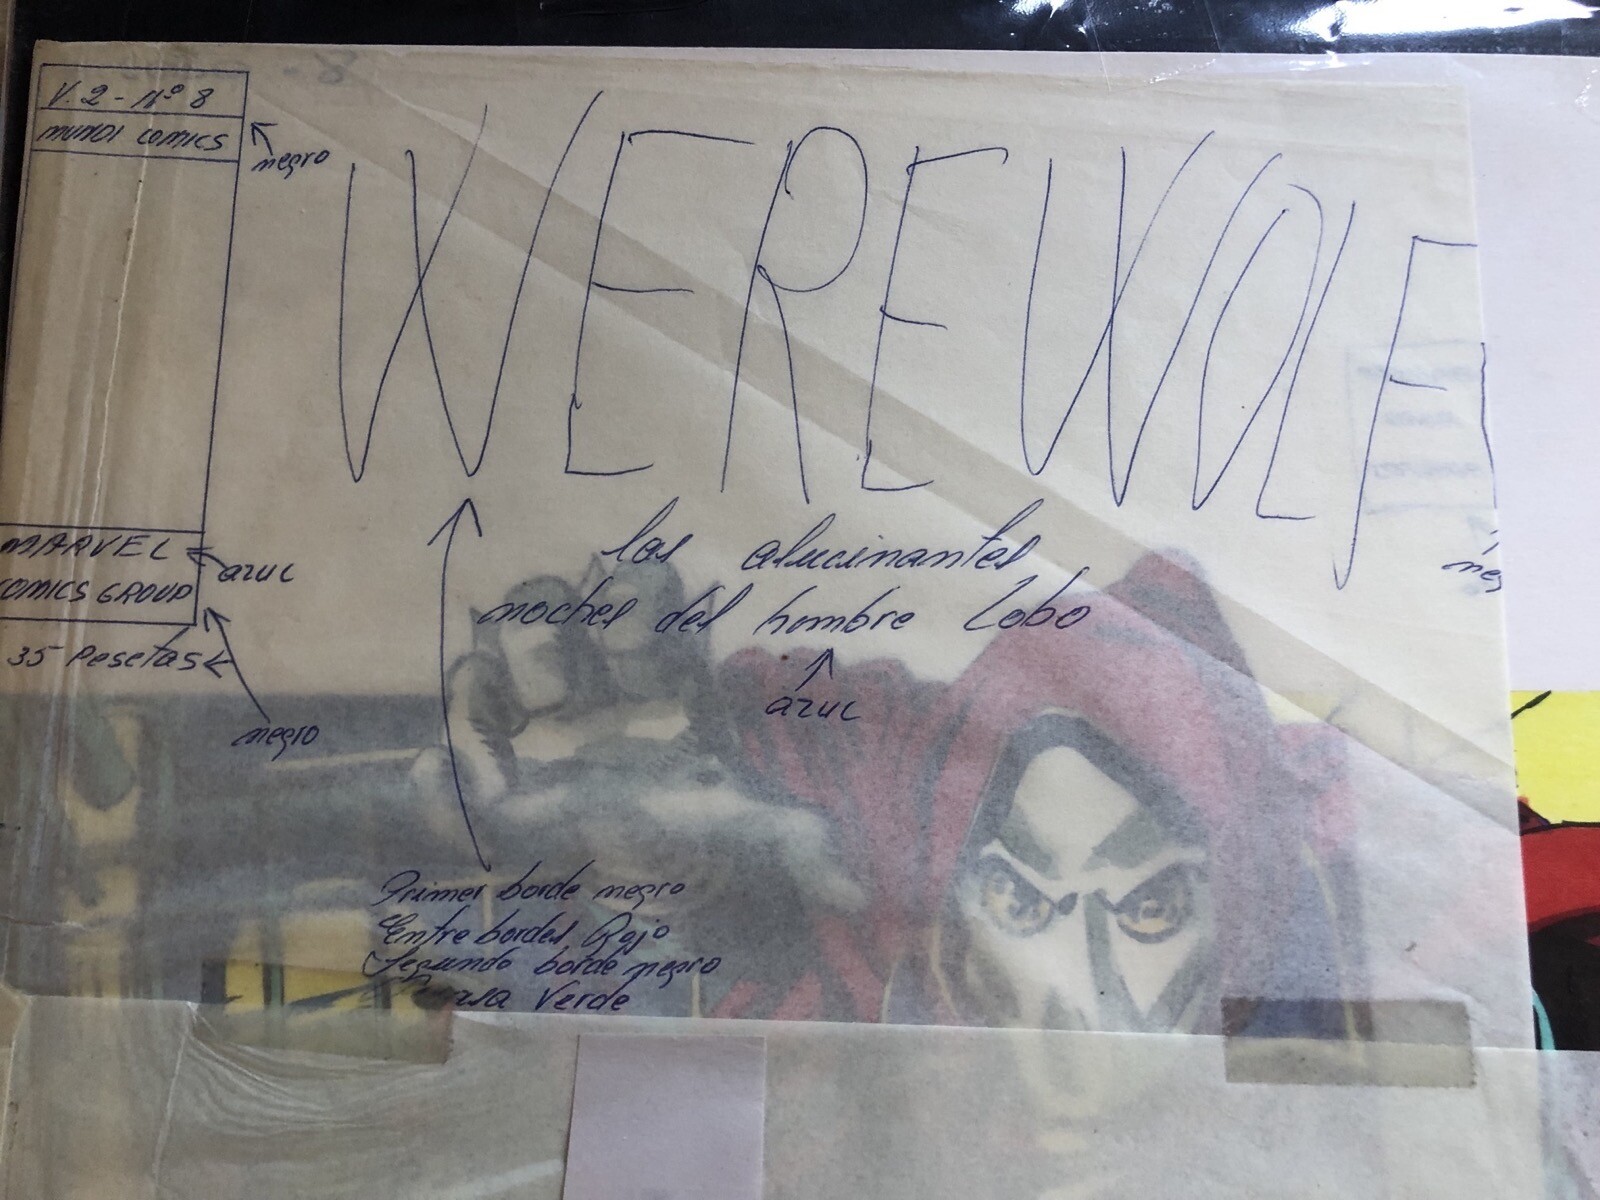 V.2 - Nº 8
MUNDI COMICS
negro
WEREWOLF
las alucinantes
noches del hombre Lobo
azul
MARVEL
COMICS GROUP
azul
35 Pesetas
negro
Primer borde negro
Entre bordes Rojo
Segundo borde negro
Verde